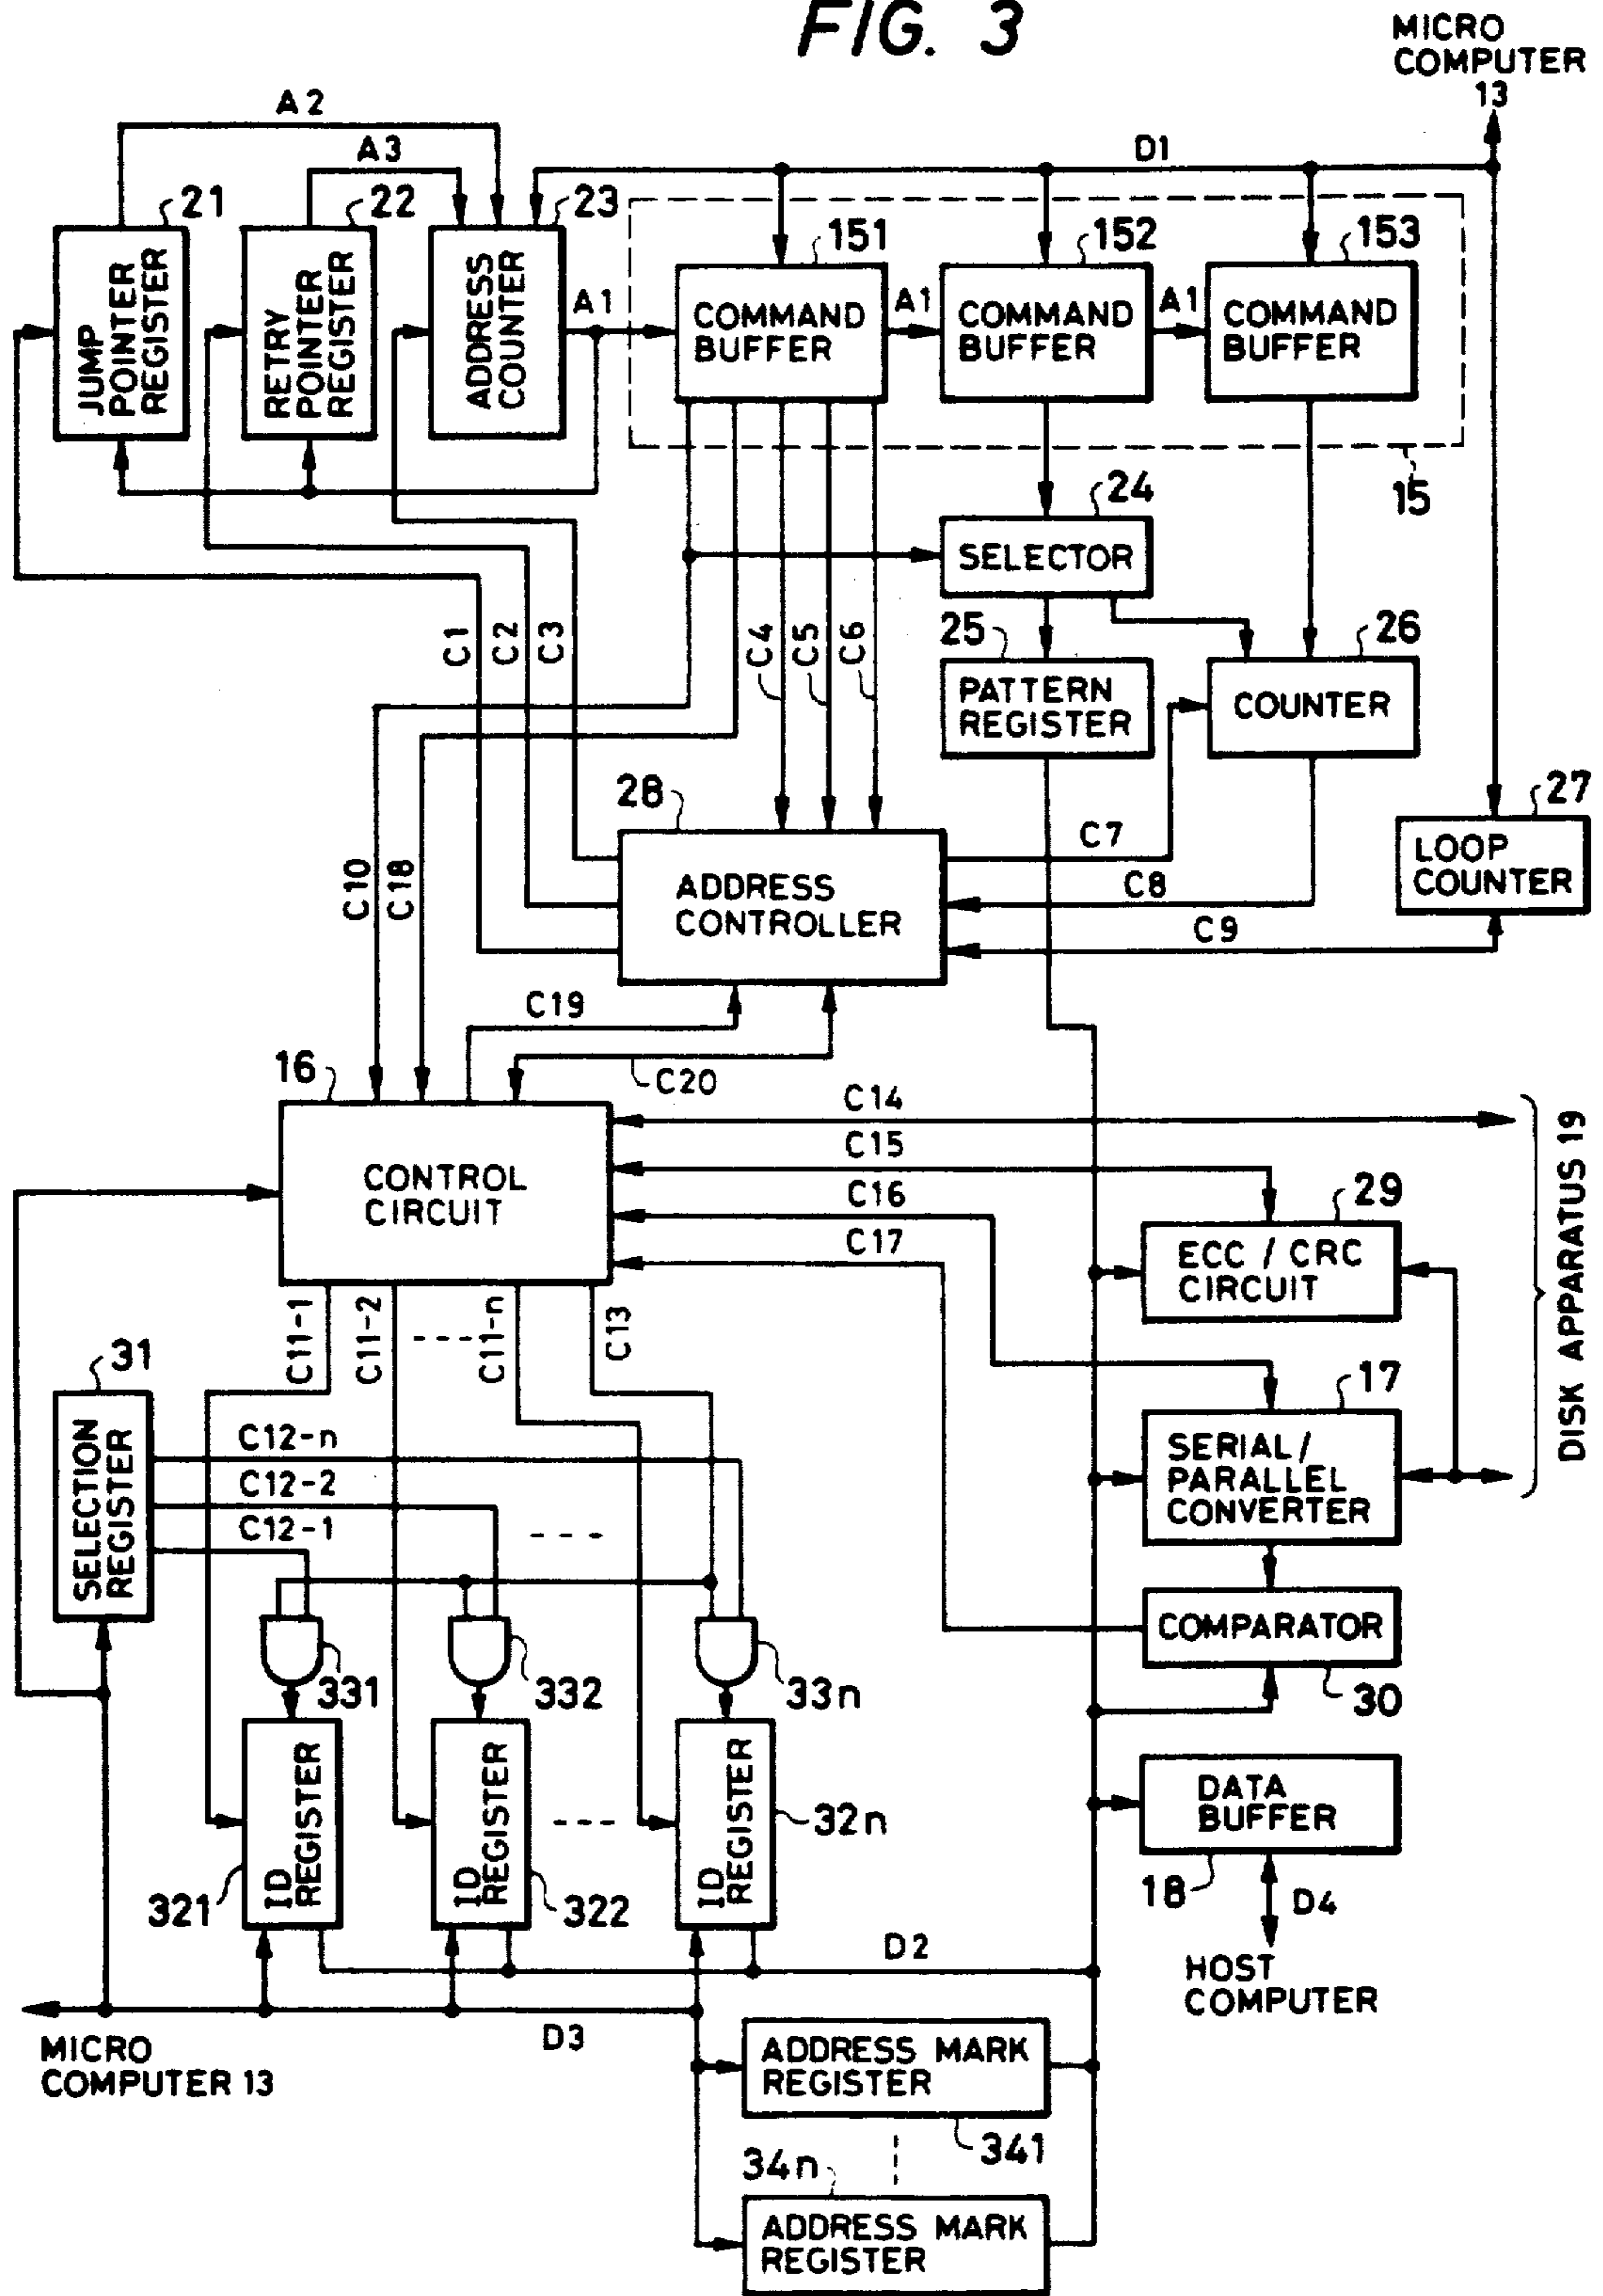 FIG. 3
MICRO
COMPUTER
13
A2
A3
D1
21
22
23
151
152
153
JUMP
POINTER
REGISTER
RETRY
POINTER
REGISTER
ADDRESS
COUNTER
A1
COMMAND
BUFFER
A1
COMMAND
BUFFER
A1
COMMAND
BUFFER
15
24
SELECTOR
C1
C2
C3
C4
C5
C6
25
PATTERN
REGISTER
26
COUNTER
27
LOOP
COUNTER
28
ADDRESS
CONTROLLER
C7
C8
C9
C10
C18
C19
C20
16
CONTROL
CIRCUIT
C14
C15
C16
C17
DISK APPARATUS 19
29
ECC / CRC
CIRCUIT
C11-1
C11-2
C11-n
C13
31
SELECTION
REGISTER
C12-n
C12-2
C12-1
17
SERIAL/
PARALLEL
CONVERTER
COMPARATOR
30
331
332
33n
ID
REGISTER
ID
REGISTER
ID
REGISTER
321
322
32n
DATA
BUFFER
18
D4
HOST
COMPUTER
D2
D3
MICRO
COMPUTER 13
ADDRESS MARK
REGISTER
341
34n
ADDRESS MARK
REGISTER